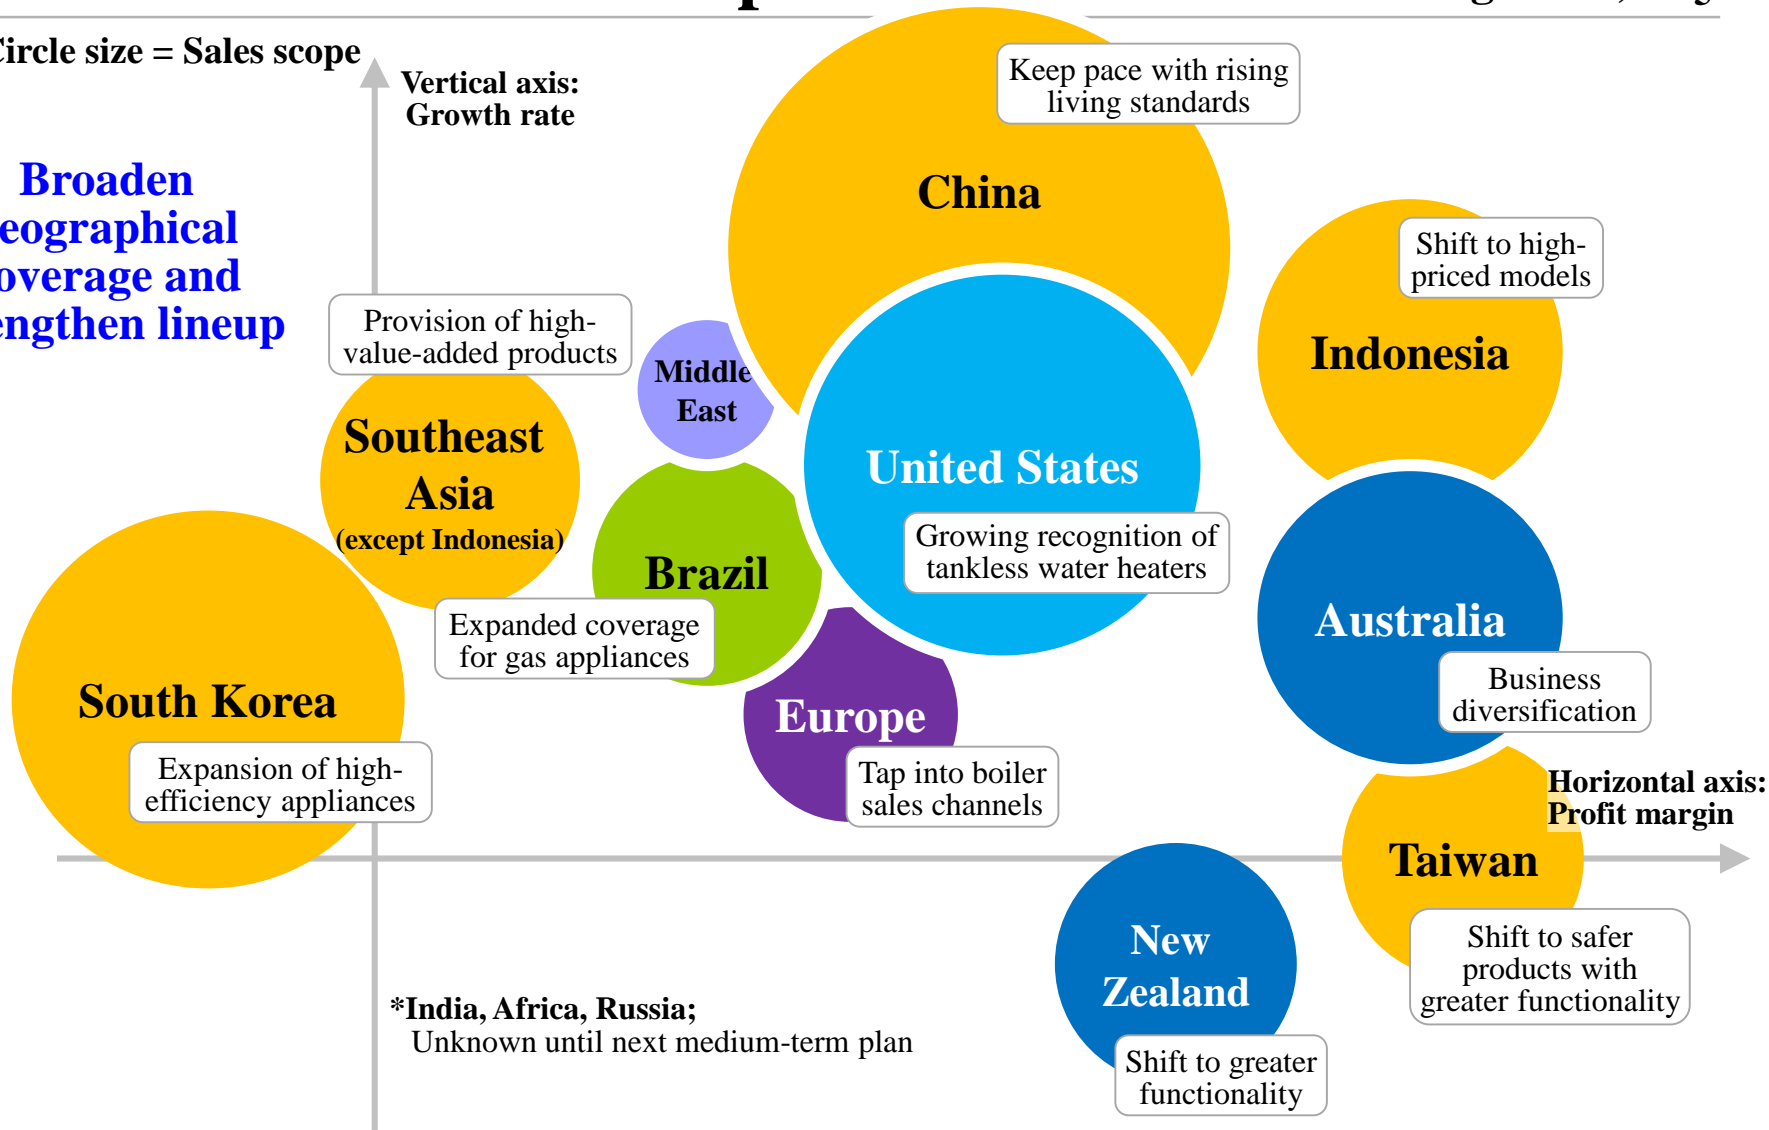 Circle size = Sales scope
Vertical axis:
Growth rate
Keep pace with rising
living standards
China
Broaden
eographical
overage and
engthen lineup
Shift to high-
priced models
Indonesia
Provision of high-
value-added products
Middle
East
Southeast
Asia
(except Indonesia)
United States
Growing recognition of
tankless water heaters
Brazil
Expanded coverage
for gas appliances
Australia
Business
diversification
South Korea
Expansion of high-
efficiency appliances
Europe
Tap into boiler
sales channels
Horizontal axis:
Profit margin
Taiwan
Shift to safer
products with
greater functionality
New
Zealand
Shift to greater
functionality
*India, Africa, Russia;
Unknown until next medium-term plan